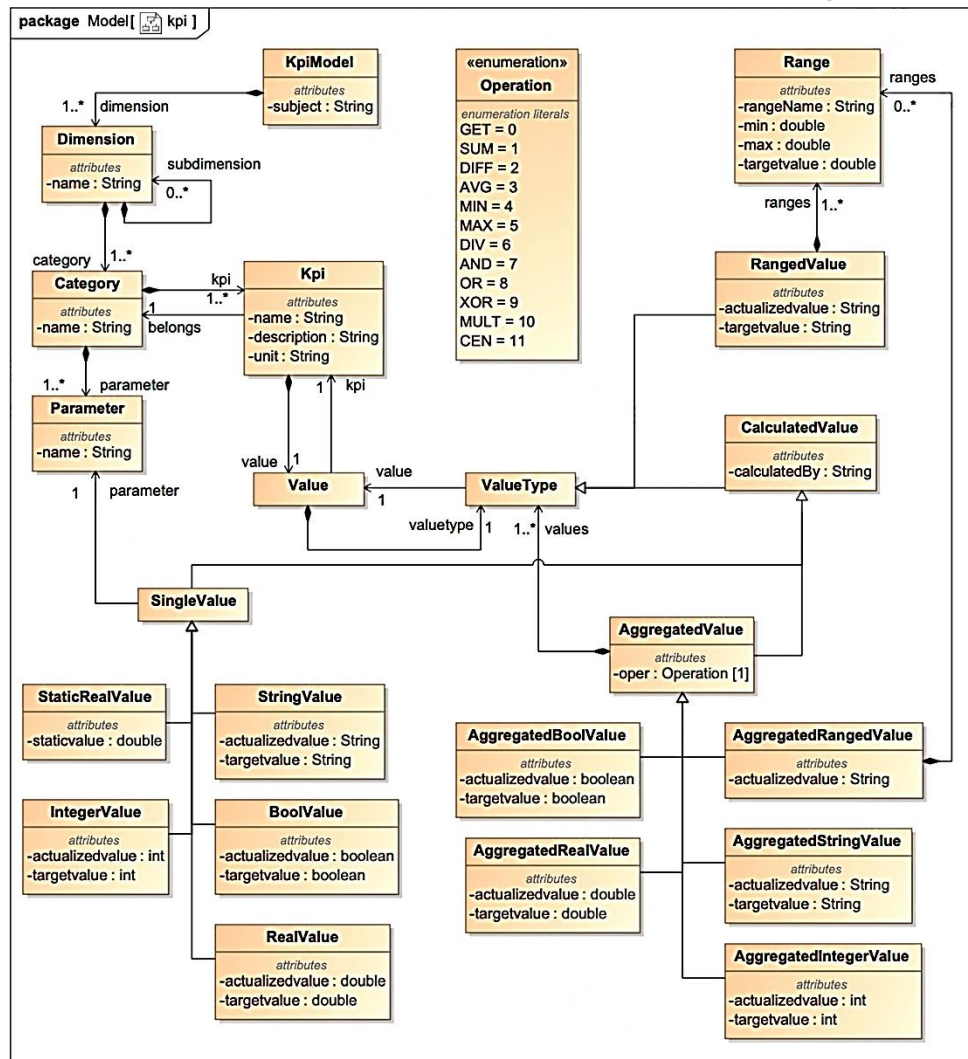 package Model[ kpi ]
KpiModel
attributes
-subject : String
1..*
dimension
Dimension
attributes
-name : String
subdimension
0..*
category
1..*
Category
attributes
-name : String
kpi
1..*
1
belongs
Kpi
attributes
-name : String
-description : String
-unit : String
1..*
parameter
Parameter
attributes
-name : String
1
parameter
1
kpi
value
1
Value
value
1
ValueType
valuetype
1
1..*
values
«enumeration»
Operation
enumeration literals
GET = 0
SUM = 1
DIFF = 2
AVG = 3
MIN = 4
MAX = 5
DIV = 6
AND = 7
OR = 8
XOR = 9
MULT = 10
CEN = 11
Range
attributes
-rangeName : String
-min : double
-max : double
-targetvalue : double
ranges
0..*
ranges
1..*
RangedValue
attributes
-actualizedvalue : String
-targetvalue : String
CalculatedValue
attributes
-calculatedBy : String
SingleValue
AggregatedValue
attributes
-oper : Operation [1]
StaticRealValue
attributes
-staticvalue : double
StringValue
attributes
-actualizedvalue : String
-targetvalue : String
IntegerValue
attributes
-actualizedvalue : int
-targetvalue : int
BoolValue
attributes
-actualizedvalue : boolean
-targetvalue : boolean
RealValue
attributes
-actualizedvalue : double
-targetvalue : double
AggregatedBoolValue
attributes
-actualizedvalue : boolean
-targetvalue : boolean
AggregatedRangedValue
attributes
-actualizedvalue : String
AggregatedRealValue
attributes
-actualizedvalue : double
-targetvalue : double
AggregatedStringValue
attributes
-actualizedvalue : String
-targetvalue : String
AggregatedIntegerValue
attributes
-actualizedvalue : int
-targetvalue : int